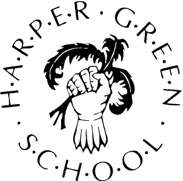 HARPER · GREEN
· SCHOOL ·